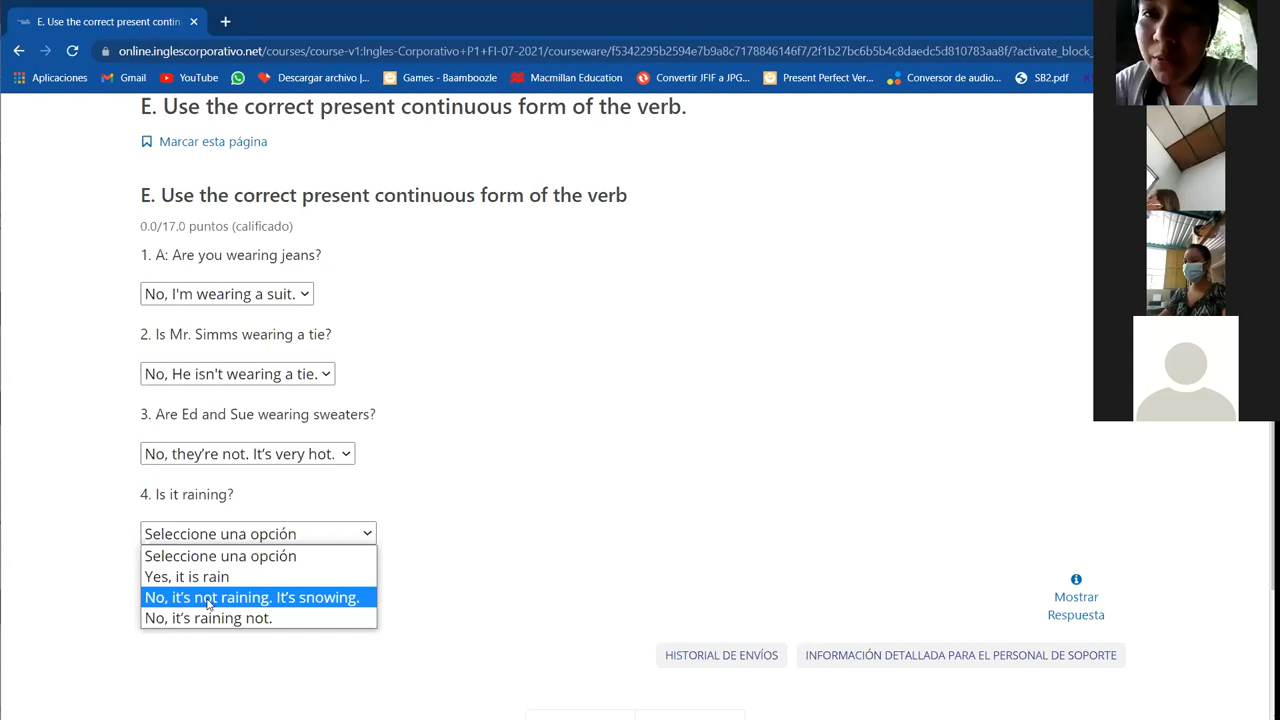 E. Use the correct present contin
online.inglescorporativo.net/courses/course-v1:Ingles-Corporativo+P1+FI-07-2021/courseware/f5342295b2594e7b9a8c7178846146f7/2f1b27bc6b5b4c8daedc5d810783aa8f/?activate_block_
Aplicaciones Gmail YouTube Descargar archivo |... Games - Baamboozle Macmillan Education Convertir JFIF a JPG... Present Perfect Ver... Conversor de audio... SB2.pdf
E. Use the correct present continuous form of the verb.
Marcar esta página
E. Use the correct present continuous form of the verb
0.0/17.0 puntos (calificado)
1. A: Are you wearing jeans?
No, I'm wearing a suit.
2. Is Mr. Simms wearing a tie?
No, He isn't wearing a tie.
3. Are Ed and Sue wearing sweaters?
No, they’re not. It’s very hot.
4. Is it raining?
Seleccione una opción
Seleccione una opción
Yes, it is rain
No, it’s not raining. It’s snowing.
No, it’s raining not.
Mostrar
Respuesta
HISTORIAL DE ENVÍOS INFORMACIÓN DETALLADA PARA EL PERSONAL DE SOPORTE